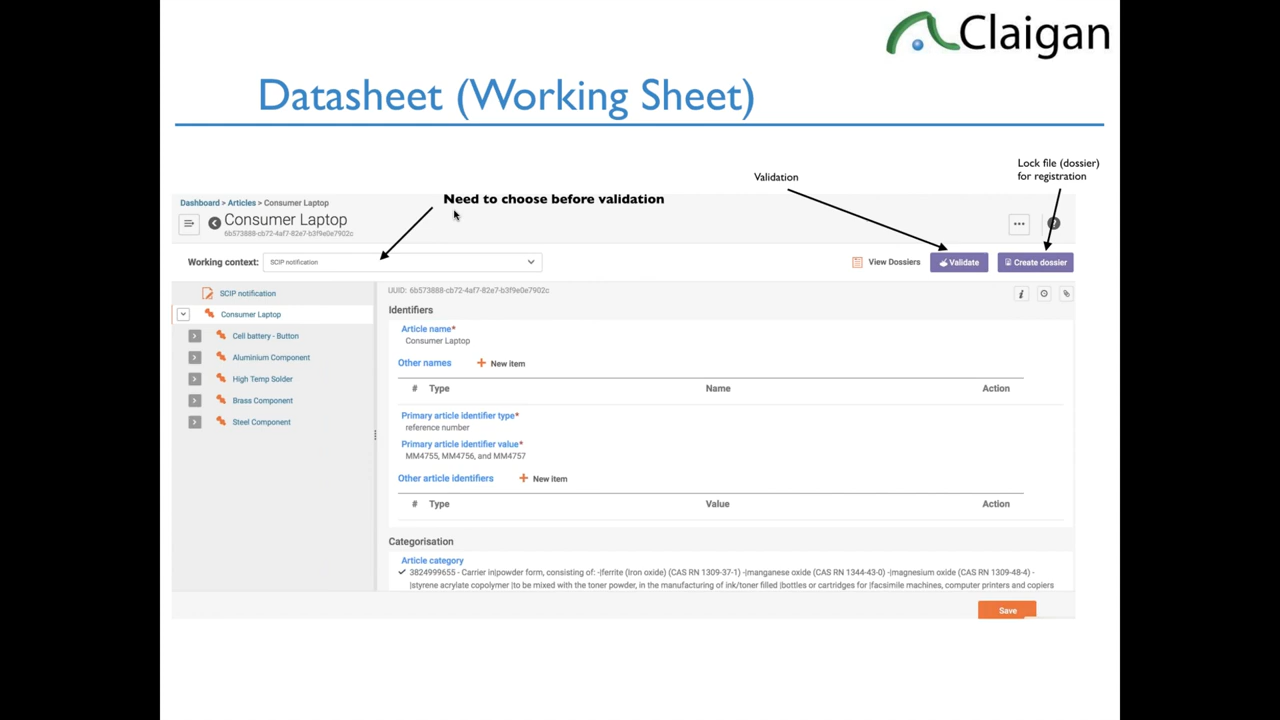 Claigan
Datasheet (Working Sheet)
Lock file (dossier)
for registration
Validation
Need to choose before validation
Dashboard > Articles > Consumer Laptop
Consumer Laptop
6b573888-cb72-4af7-82e7-b3f9e0e7902c
Working context: SCIP notification
View Dossiers Validate Create dossier
SCIP notification
Consumer Laptop
Cell battery - Button
Aluminium Component
High Temp Solder
Brass Component
Steel Component
UUID: 6b573888-cb72-4af7-82e7-b3f9e0e7902c
Identifiers
Article name*
Consumer Laptop
Other names + New item
# Type Name Action
Primary article identifier type*
reference number
Primary article identifier value*
MM4755, MM4756, and MM4757
Other article identifiers + New item
# Type Value Action
Categorisation
Article category
3824999655 - Carrier in|powder form, consisting of: -|ferrite (Iron oxide) (CAS RN 1309-37-1) -|manganese oxide (CAS RN 1344-43-0) -|magnesium oxide (CAS RN 1309-48-4) -
|styrene acrylate copolymer |to be mixed with the toner powder, in the manufacturing of ink/toner filled |bottles or cartridges for |facsimile machines, computer printers and copiers
Save